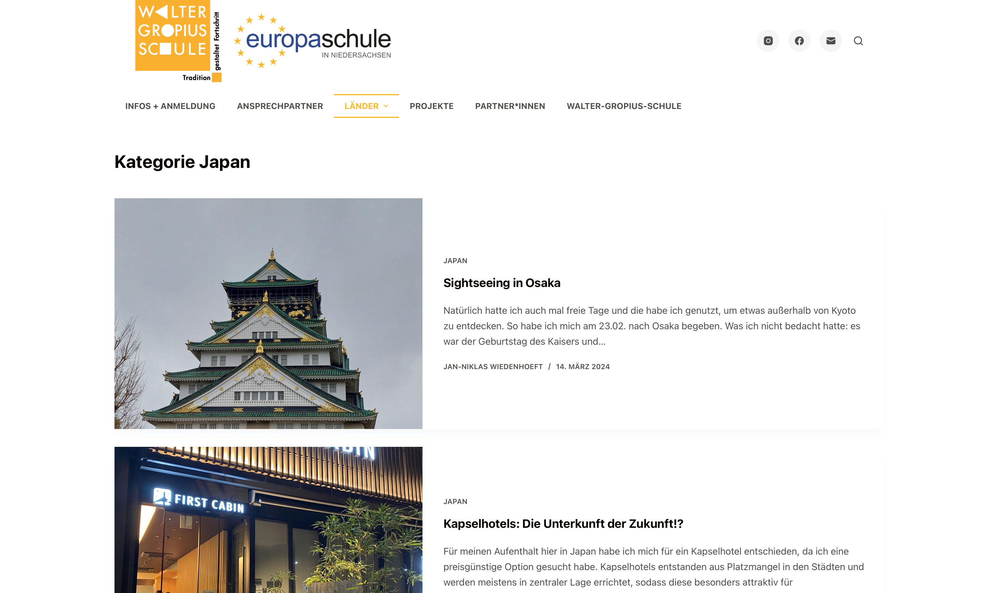 W LTER
GR PIUS
SC ULE
gestaltet Fortschritt
Tradition
europaschule
IN NIEDERSACHSEN
INFOS + ANMELDUNG
ANSPRECHPARTNER
LÄNDER
PROJEKTE
PARTNER*INNEN
WALTER-GROPIUS-SCHULE
Kategorie Japan
JAPAN
Sightseeing in Osaka
Natürlich hatte ich auch mal freie Tage und die habe ich genutzt, um etwas außerhalb von Kyoto
zu entdecken. So habe ich mich am 23.02. nach Osaka begeben. Was ich nicht bedacht hatte: es
war der Geburtstag des Kaisers und...
JAN-NIKLAS WIEDENHOEFT / 14. MÄRZ 2024
FIRST CABIN
JAPAN
Kapselhotels: Die Unterkunft der Zukunft!?
Für meinen Aufenthalt hier in Japan habe ich mich für ein Kapselhotel entschieden, da ich eine
preisgünstige Option gesucht habe. Kapselhotels entstanden aus Platzmangel in den Städten und
werden meistens in zentraler Lage errichtet, sodass diese besonders attraktiv für